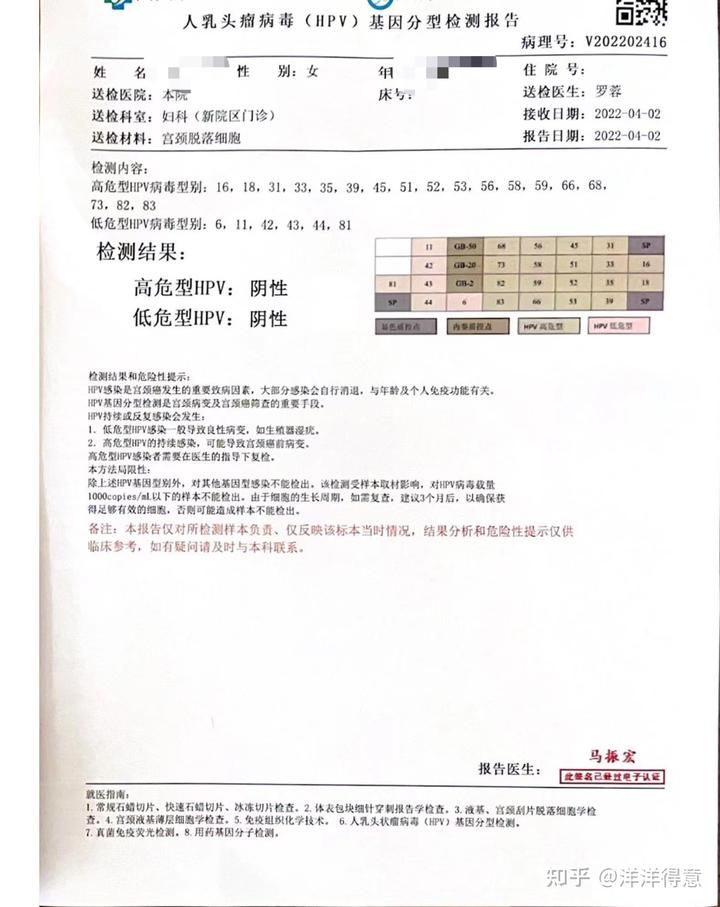 人乳头瘤病毒（HPV）基因分型检测报告
病理号: V202202416
姓 名 性 别: 女 年 住 院 号:
送检医院: 本院 床号: 送检医生: 罗蓉
送检科室: 妇科（新院区门诊） 接收日期: 2022-04-02
送检材料: 宫颈脱落细胞 报告日期: 2022-04-02
检测内容:
高危型HPV病毒型别: 16, 18, 31, 33, 35, 39, 45, 51, 52, 53, 56, 58, 59, 66, 68,
73, 82, 83
低危型HPV病毒型别: 6, 11, 42, 43, 44, 81
检测结果:
高危型HPV: 阴性
低危型HPV: 阴性
11 GB-50 68 56 45 31 SP
42 GB-20 73 58 51 33 16
81 43 GB-2 82 59 52 35 18
SP 44 6 83 66 53 39 SP
显色质控点 内参质控点 HPV 高危型 HPV 低危型
检测结果和危险性提示:
HPV感染是宫颈癌发生的重要致病因素，大部分感染会自行消退，与年龄及个人免疫功能有关。
HPV基因分型检测是宫颈病变及宫颈癌筛查的重要手段。
HPV持续或反复感染会发生:
1. 低危型HPV感染一般导致良性病变，如生殖器湿疣。
2. 高危型HPV的持续感染，可能导致宫颈癌前病变。
高危型HPV感染者需要在医生的指导下复检。
本方法局限性:
除上述HPV基因型别外，对其他基因型感染不能检出。该检测受样本取材影响，对HPV病毒载量
1000copies/mL以下的样本不能检出。由于细胞的生长周期，如需复查，建议3个月后，以确保获
得足够有效的细胞，否则可能造成样本不能检出。
备注: 本报告仅对所检测样本负责、仅反映该标本当时情况，结果分析和危险性提示仅供
临床参考，如有疑问请及时与本科联系。
报告医生: 马振宏
此签名已经过电子认证
就医指南:
1.常规石蜡切片、快速石蜡切片、冰冻切片检查。2.体表包块细针穿刺报告学检查。3.液基、宫颈刮片脱落细胞学检
查。4.宫颈液基薄层细胞学检查。5.免疫组织化学技术。 6.人乳头状瘤病毒（HPV）基因分型检测。
7.真菌免疫荧光检测。8.用药基因分子检测。
知乎 @洋洋得意